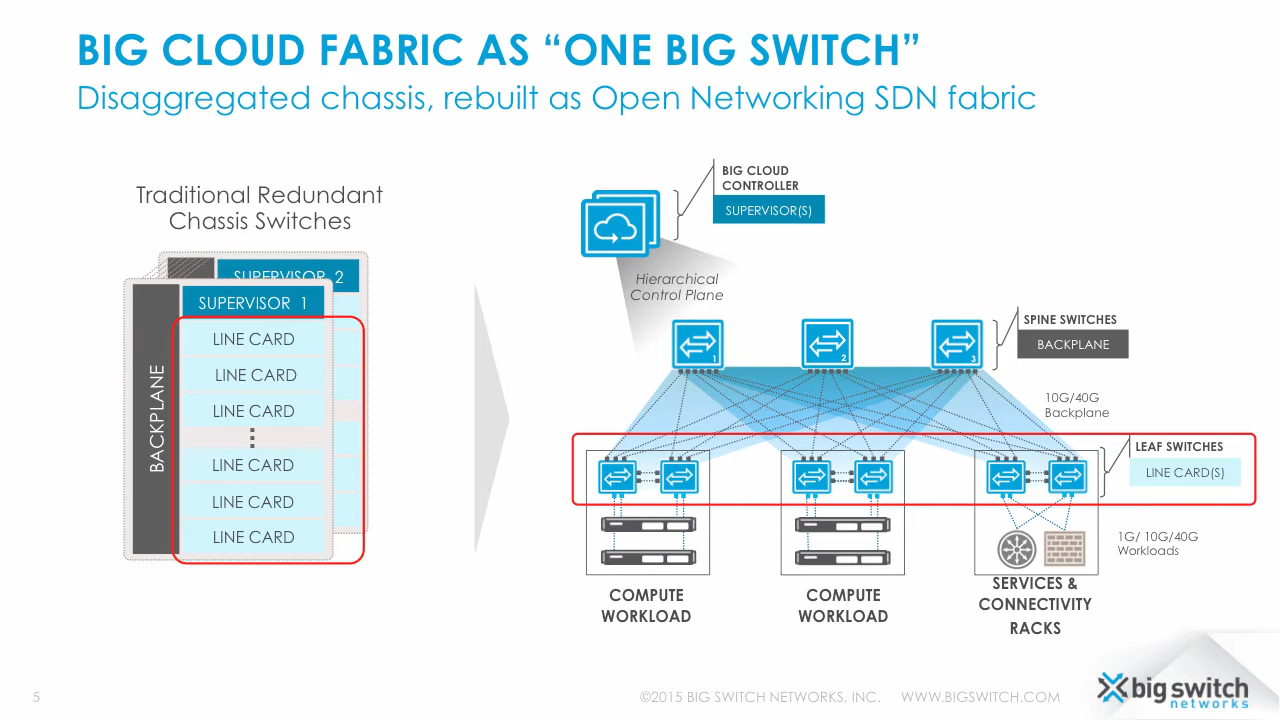 BIG CLOUD FABRIC AS “ONE BIG SWITCH”
Disaggregated chassis, rebuilt as Open Networking SDN fabric
Traditional Redundant
Chassis Switches
SUPERVISOR 2
SUPERVISOR 1
BACKPLANE
LINE CARD
LINE CARD
LINE CARD
LINE CARD
LINE CARD
LINE CARD
BIG CLOUD
CONTROLLER
SUPERVISOR(S)
Hierarchical
Control Plane
1
2
3
SPINE SWITCHES
BACKPLANE
10G/40G
Backplane
LEAF SWITCHES
LINE CARD(S)
1G/ 10G/40G
Workloads
COMPUTE
WORKLOAD
COMPUTE
WORKLOAD
SERVICES &
CONNECTIVITY
RACKS
5
©2015 BIG SWITCH NETWORKS, INC. WWW.BIGSWITCH.COM
big switch
networks